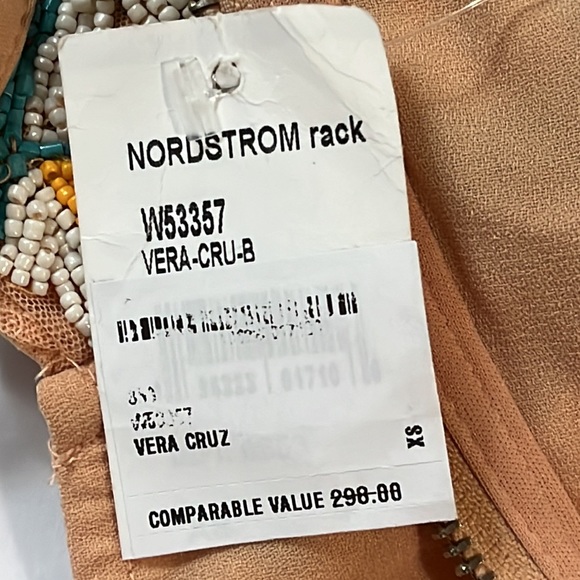 NORDSTROM rack
W53357
VERA-CRU-B
VERA CRUZ
XS
COMPARABLE VALUE 298.00